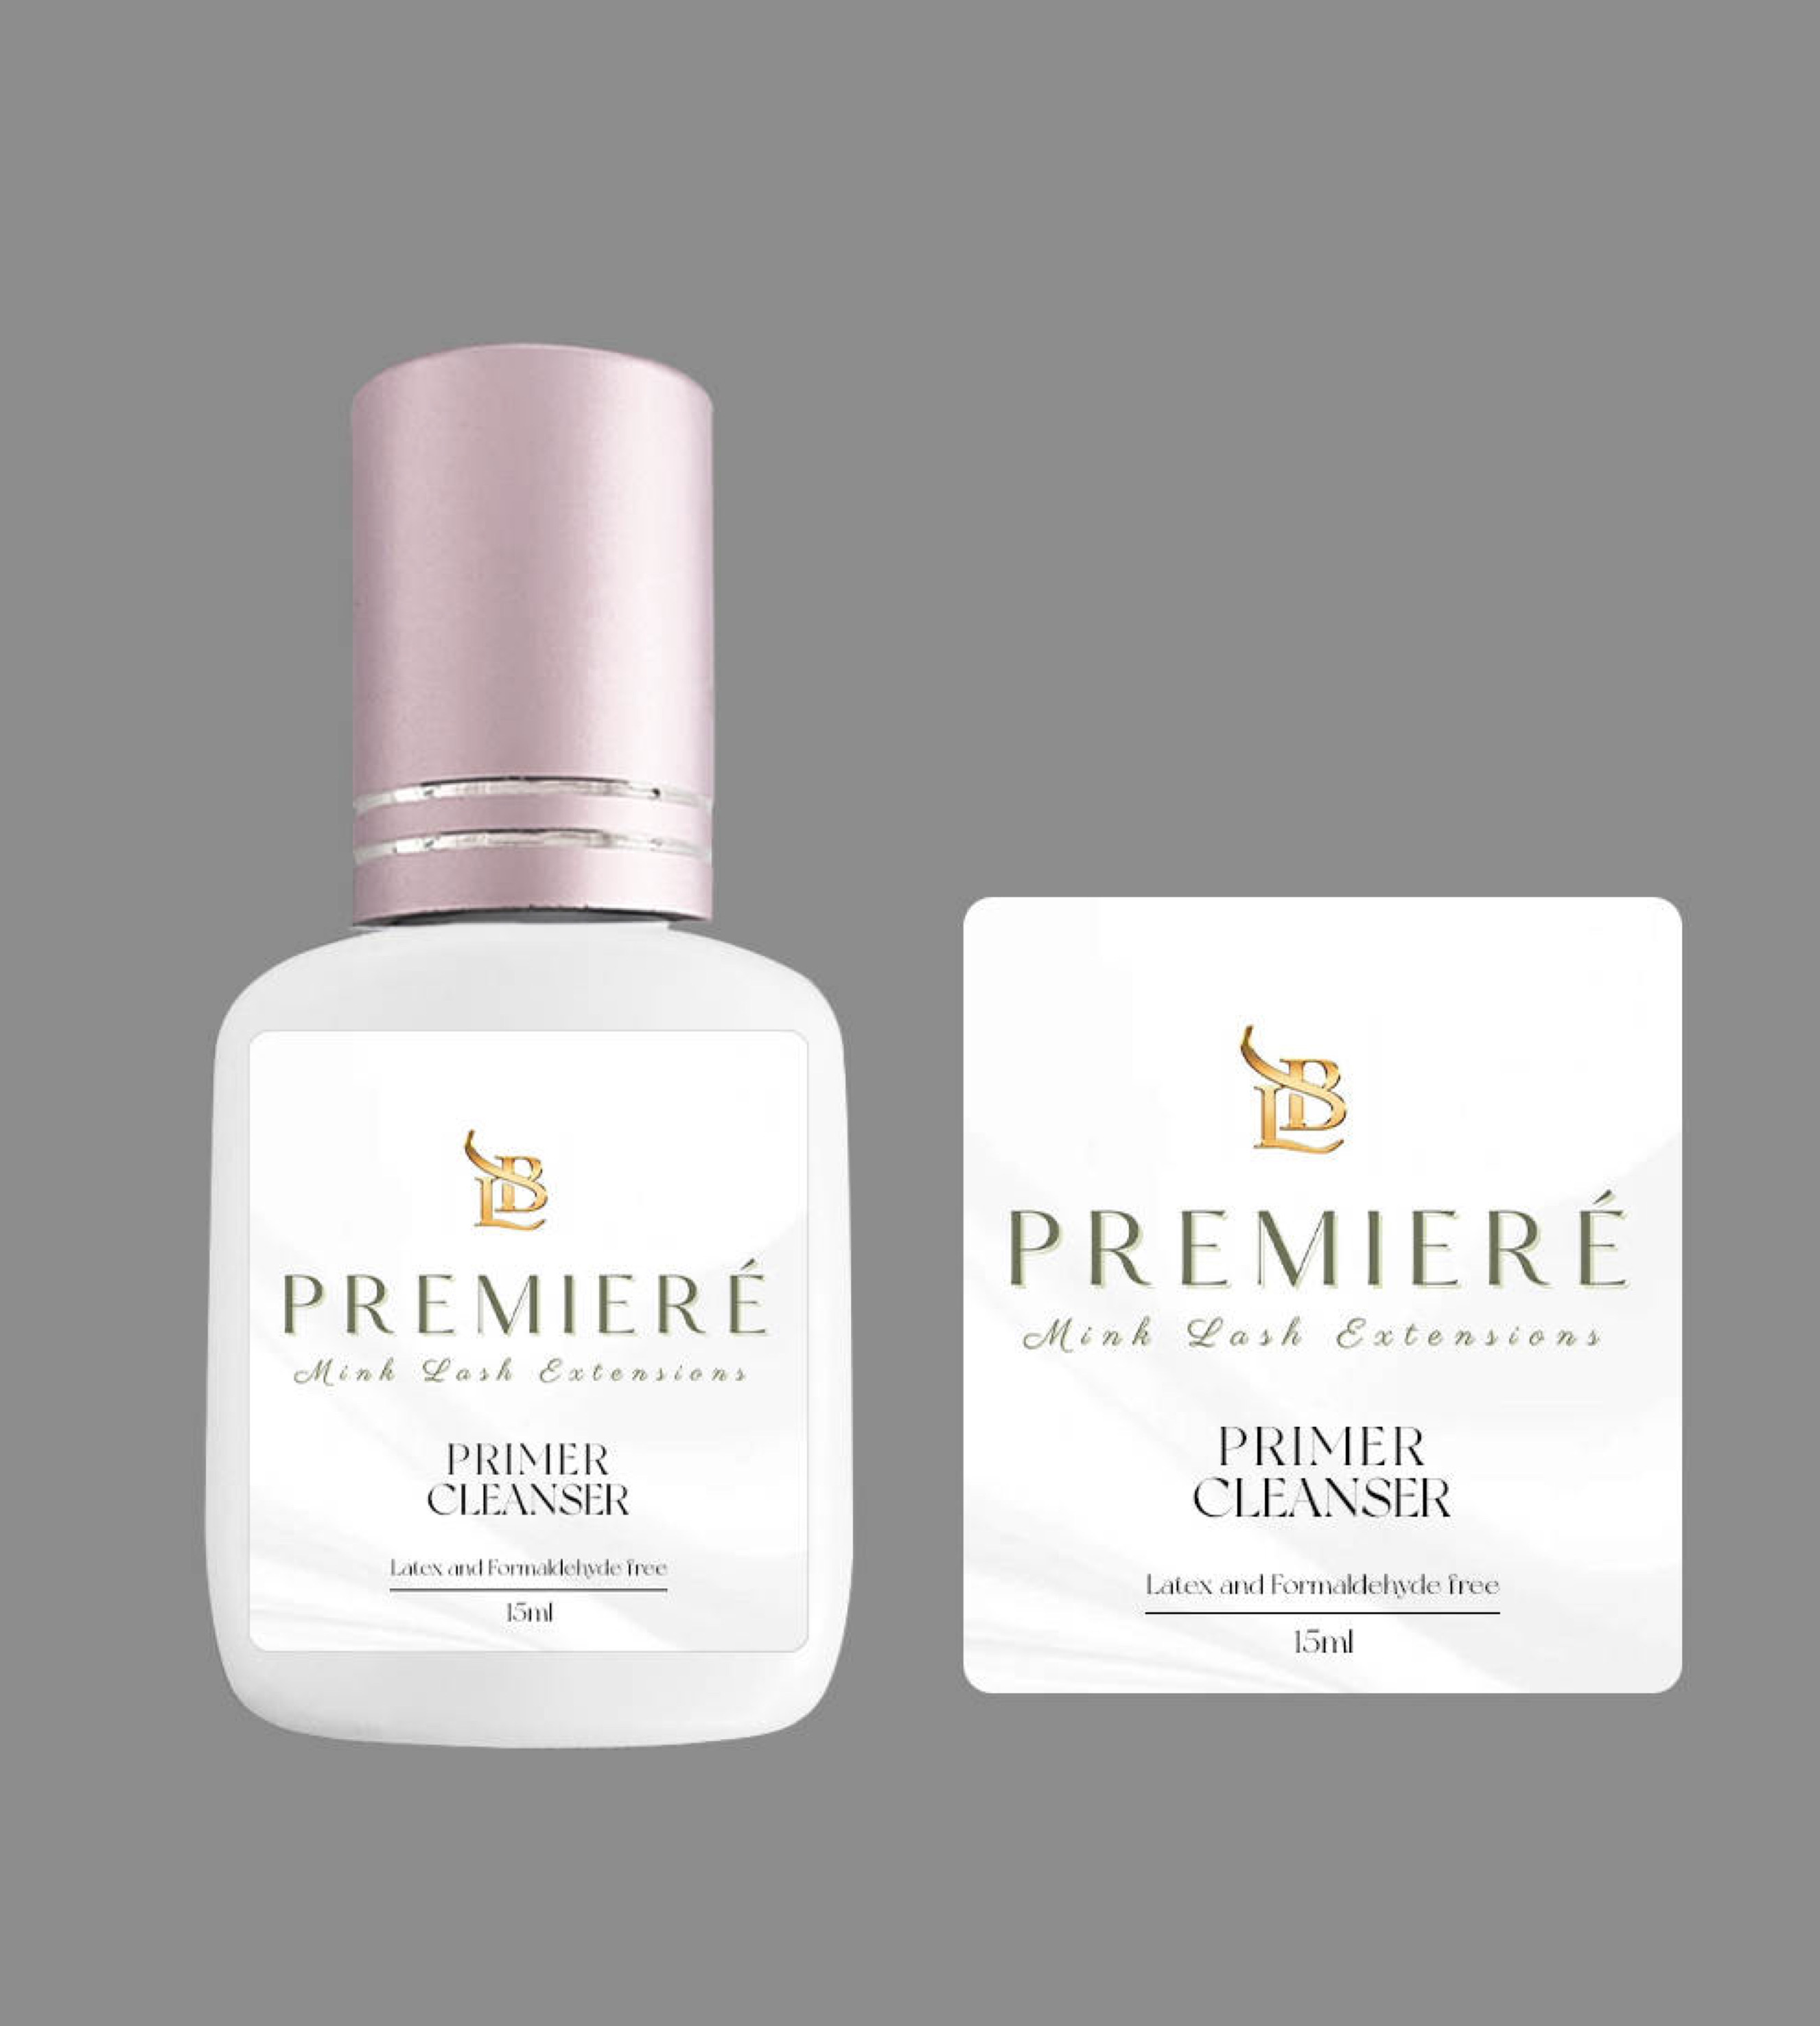 LB
PREMIERÉ
Mink Lash Extensions
PRIMER
CLEANSER
Latex and Formaldehyde free
15ml
LB
PREMIERÉ
Mink Lash Extensions
PRIMER
CLEANSER
Latex and Formaldehyde free
15ml